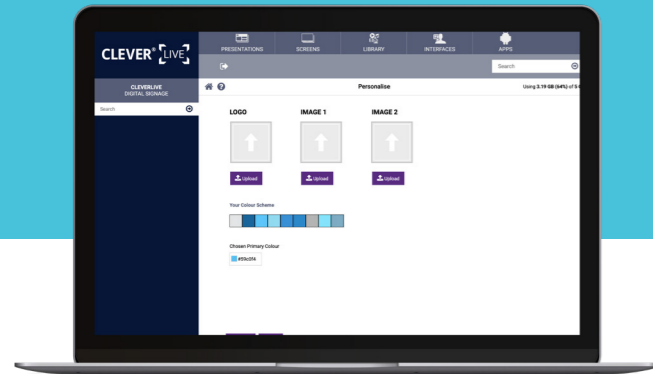 CLEVER® LIVE
PRESENTATIONS
SCREENS
LIBRARY
INTERFACES
APPS
Search
CLEVERLIVE
DIGITAL SIGNAGE
Search
Personalise
Using 3.19 GB (64%) of 5
LOGO
IMAGE 1
IMAGE 2
Upload
Upload
Upload
Your Colour Scheme
Chosen Primary Colour
#59c0f4